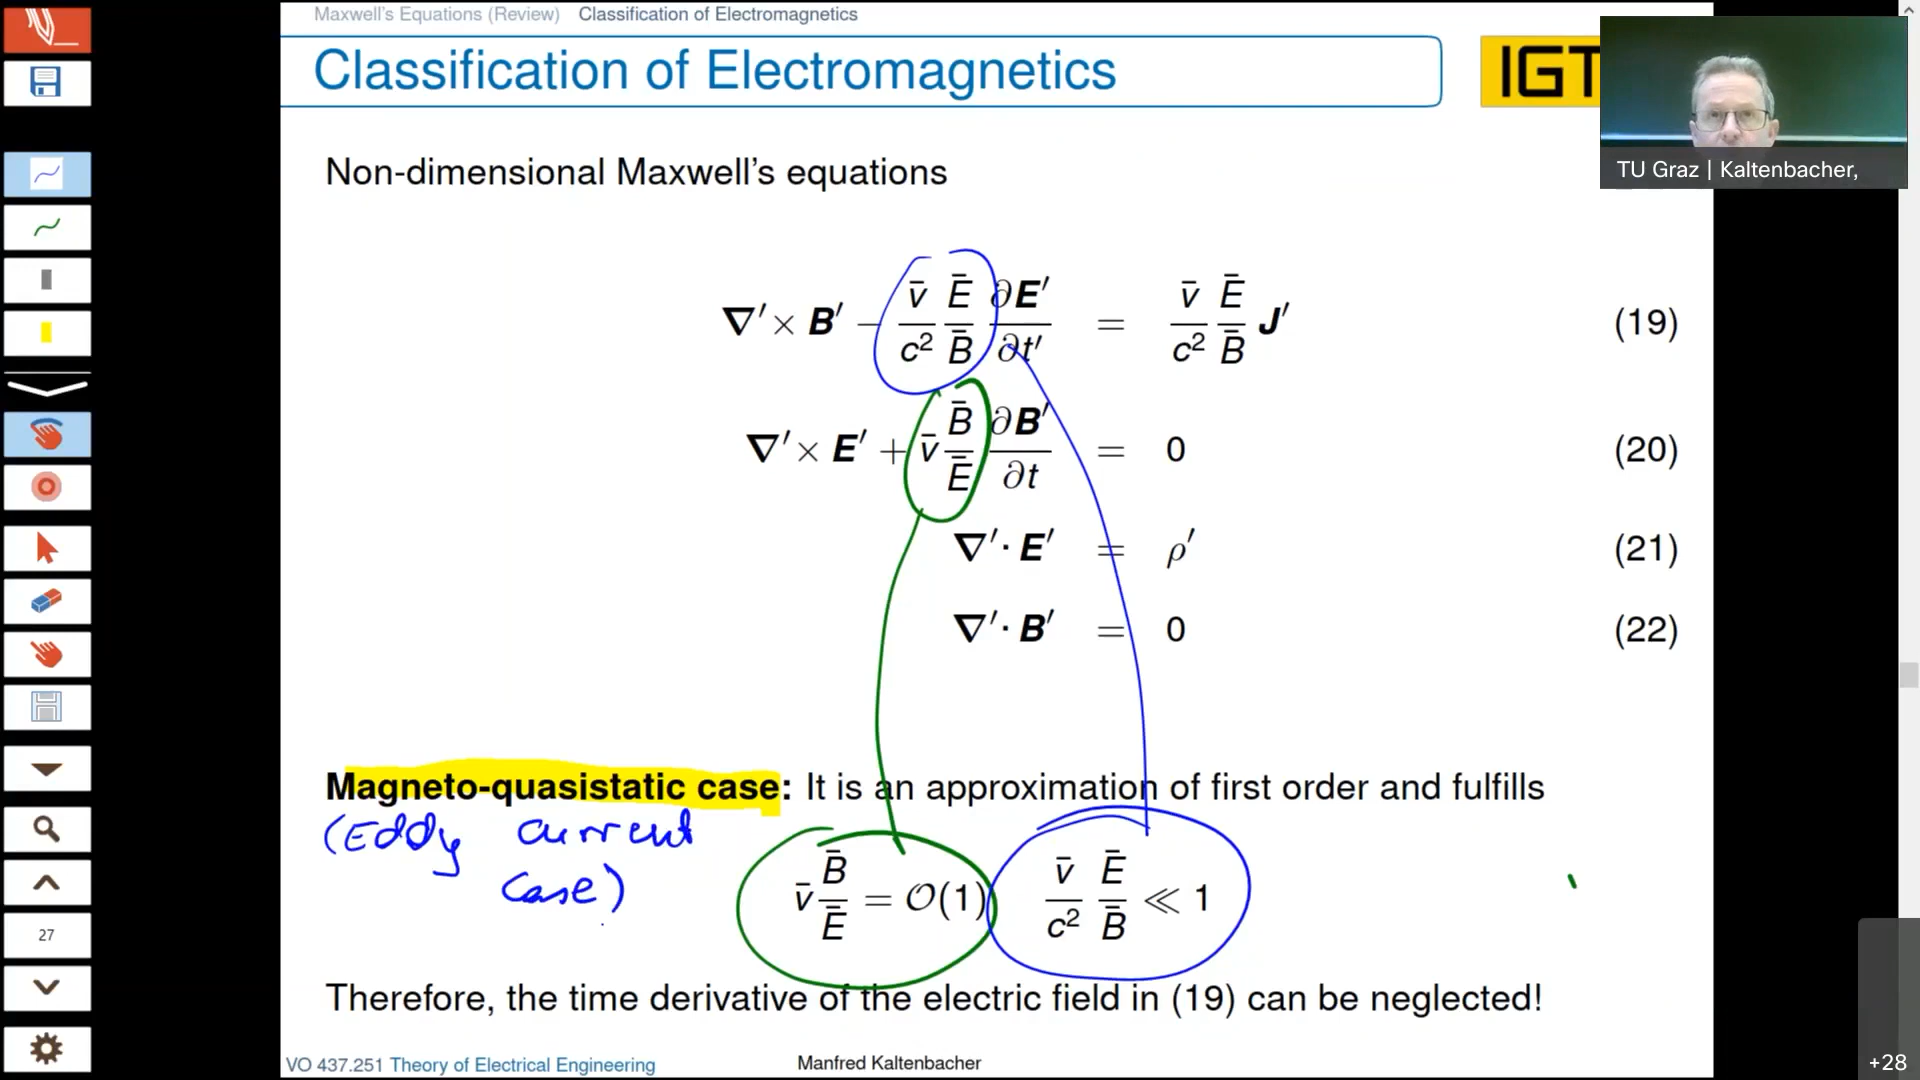 Maxwell's Equations (Review) Classification of Electromagnetics
Classification of Electromagnetics
IGT
TU Graz | Kaltenbacher,
Non-dimensional Maxwell's equations
∇′ × B′ − v̄/c² Ē/B̄ ∂E′/∂t′ = v̄/c² Ē/B̄ J′ (19)
∇′ × E′ + v̄ B̄/Ē ∂B′/∂t = 0 (20)
∇′ · E′ = ρ′ (21)
∇′ · B′ = 0 (22)
Magneto-quasistatic case: It is an approximation of first order and fulfills
(Eddy current
case)
v̄ B̄/Ē = O(1) v̄/c² Ē/B̄ ≪ 1
Therefore, the time derivative of the electric field in (19) can be neglected!
27
VO 437.251 Theory of Electrical Engineering Manfred Kaltenbacher
+28